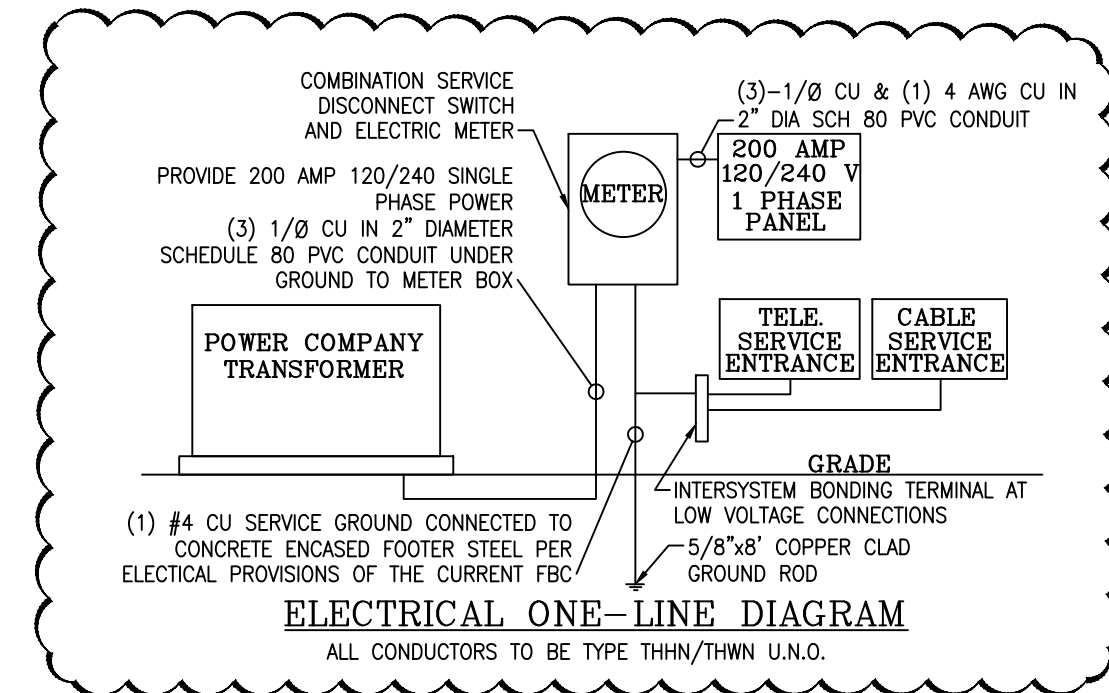 COMBINATION SERVICE
DISCONNECT SWITCH
AND ELECTRIC METER
(3)-1/Ø CU & (1) 4 AWG CU IN
2" DIA SCH 80 PVC CONDUIT
METER
200 AMP
120/240 V
1 PHASE
PANEL
PROVIDE 200 AMP 120/240 SINGLE
PHASE POWER
(3) 1/Ø CU IN 2" DIAMETER
SCHEDULE 80 PVC CONDUIT UNDER
GROUND TO METER BOX
POWER COMPANY
TRANSFORMER
TELE.
SERVICE
ENTRANCE
CABLE
SERVICE
ENTRANCE
GRADE
INTERSYSTEM BONDING TERMINAL AT
LOW VOLTAGE CONNECTIONS
(1) #4 CU SERVICE GROUND CONNECTED TO
CONCRETE ENCASED FOOTER STEEL PER
ELECTICAL PROVISIONS OF THE CURRENT FBC
5/8"x8' COPPER CLAD
GROUND ROD
ELECTRICAL ONE-LINE DIAGRAM
ALL CONDUCTORS TO BE TYPE THHN/THWN U.N.O.